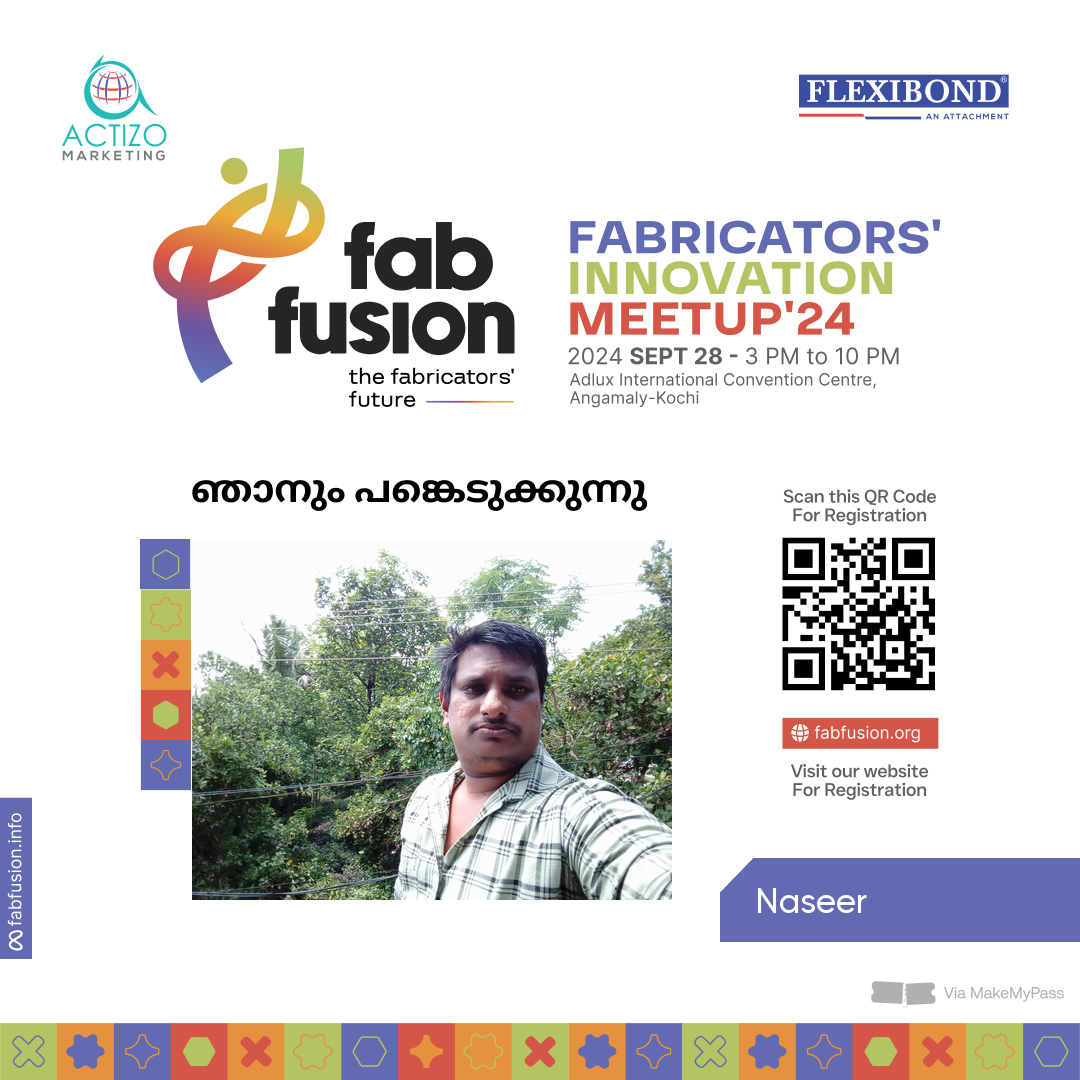 ACTIZO
MARKETING
FLEXIBOND®
AN ATTACHMENT
fab
fusion
the fabricators'
future
FABRICATORS'
INNOVATION
MEETUP'24
2024 SEPT 28 - 3 PM to 10 PM
Adlux International Convention Centre,
Angamaly-Kochi
ഞാനും പങ്കെടുക്കുന്നു
Scan this QR Code
For Registration
fabfusion.org
Visit our website
For Registration
fabfusion.info
Naseer
Via MakeMyPass